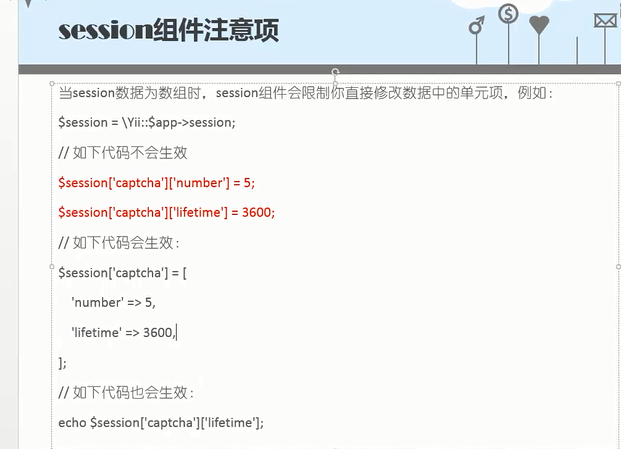 session组件注意项
当session数据为数组时，session组件会限制你直接修改数据中的单元项，例如：
$session = \Yii::$app->session;
// 如下代码不会生效
$session['captcha']['number'] = 5;
$session['captcha']['lifetime'] = 3600;
// 如下代码会生效：
$session['captcha'] = [
'number' => 5,
'lifetime' => 3600,
];
// 如下代码也会生效：
echo $session['captcha']['lifetime'];